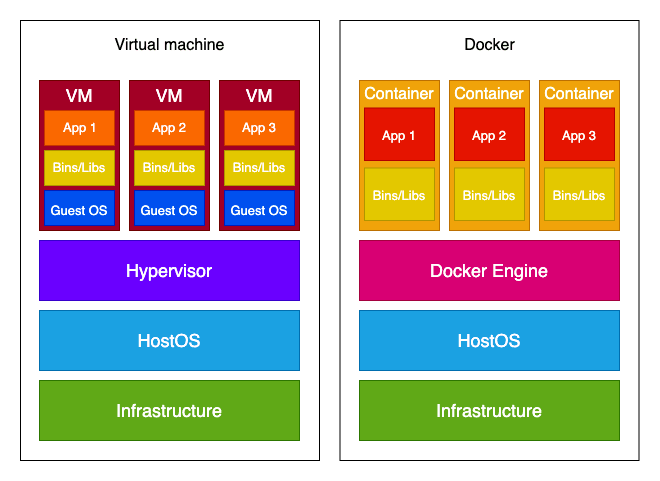 Virtual machine
VM VM VM
App 1 App 2 App 3
Bins/Libs Bins/Libs Bins/Libs
Guest OS Guest OS Guest OS
Hypervisor
HostOS
Infrastructure
Docker
Container Container Container
App 1 App 2 App 3
Bins/Libs Bins/Libs Bins/Libs
Docker Engine
HostOS
Infrastructure